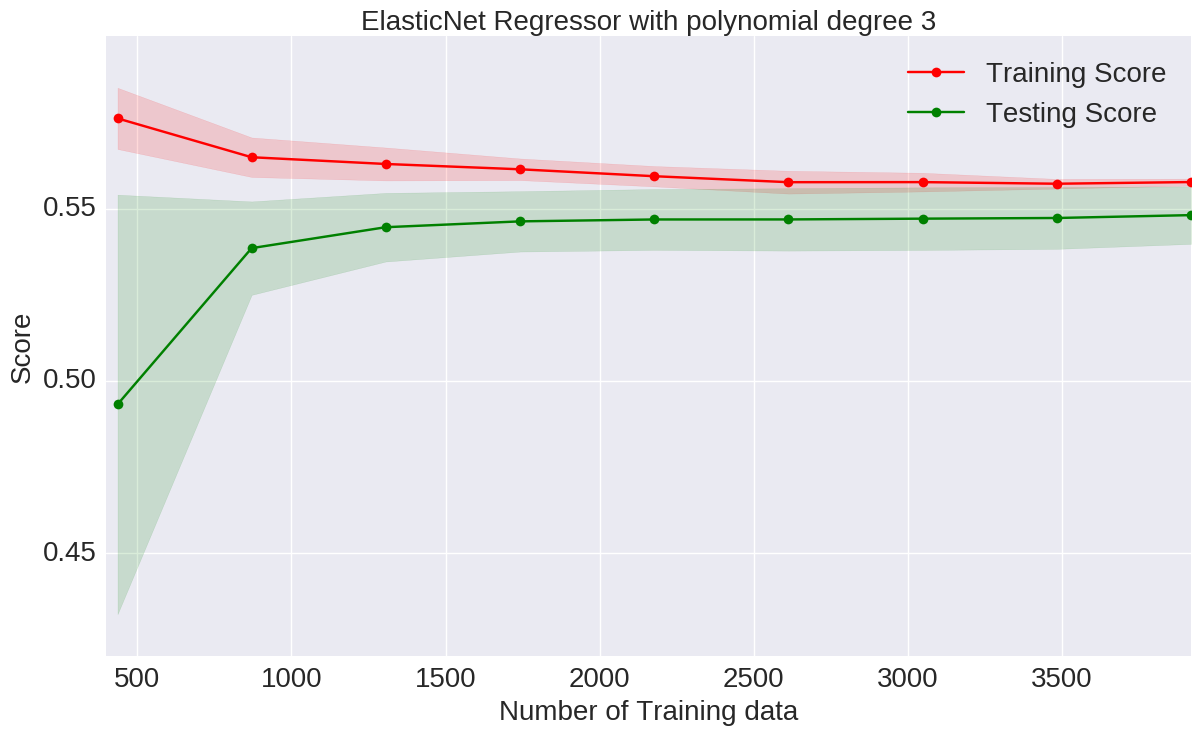 ElasticNet Regressor with polynomial degree 3
Training Score
Testing Score
Score
0.55
0.50
0.45
500 1000 1500 2000 2500 3000 3500
Number of Training data